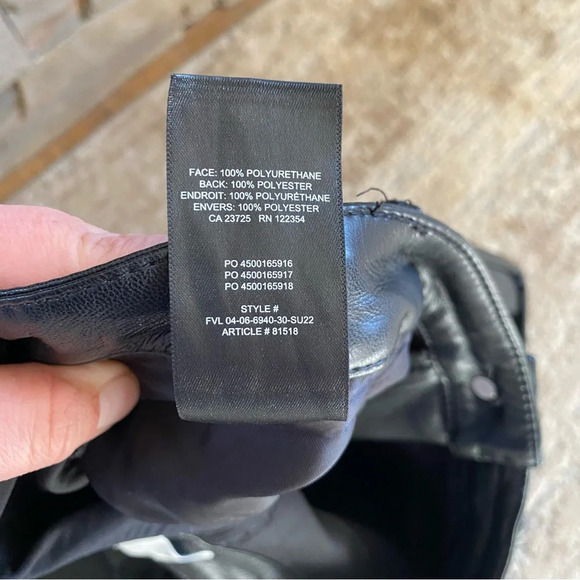 FACE: 100% POLYURETHANE
BACK: 100% POLYESTER
ENDROIT: 100% POLYURÉTHANE
ENVERS: 100% POLYESTER
CA 23725 RN 122354
PO 4500165916
PO 4500165917
PO 4500165918
STYLE #
FVL 04-06-6940-30-SU22
ARTICLE # 81518